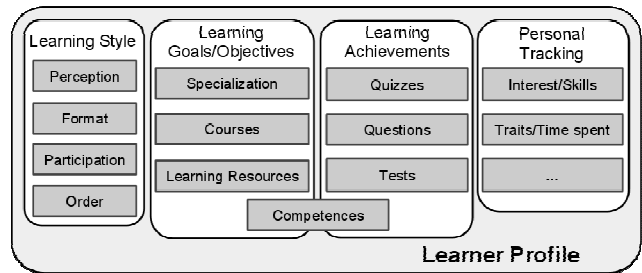 Learning Style
Perception
Format
Participation
Order
Learning
Goals/Objectives
Specialization
Courses
Learning Resources
Learning
Achievements
Quizzes
Questions
Tests
Competences
Personal
Tracking
Interest/Skills
Traits/Time spent
...
Learner Profile